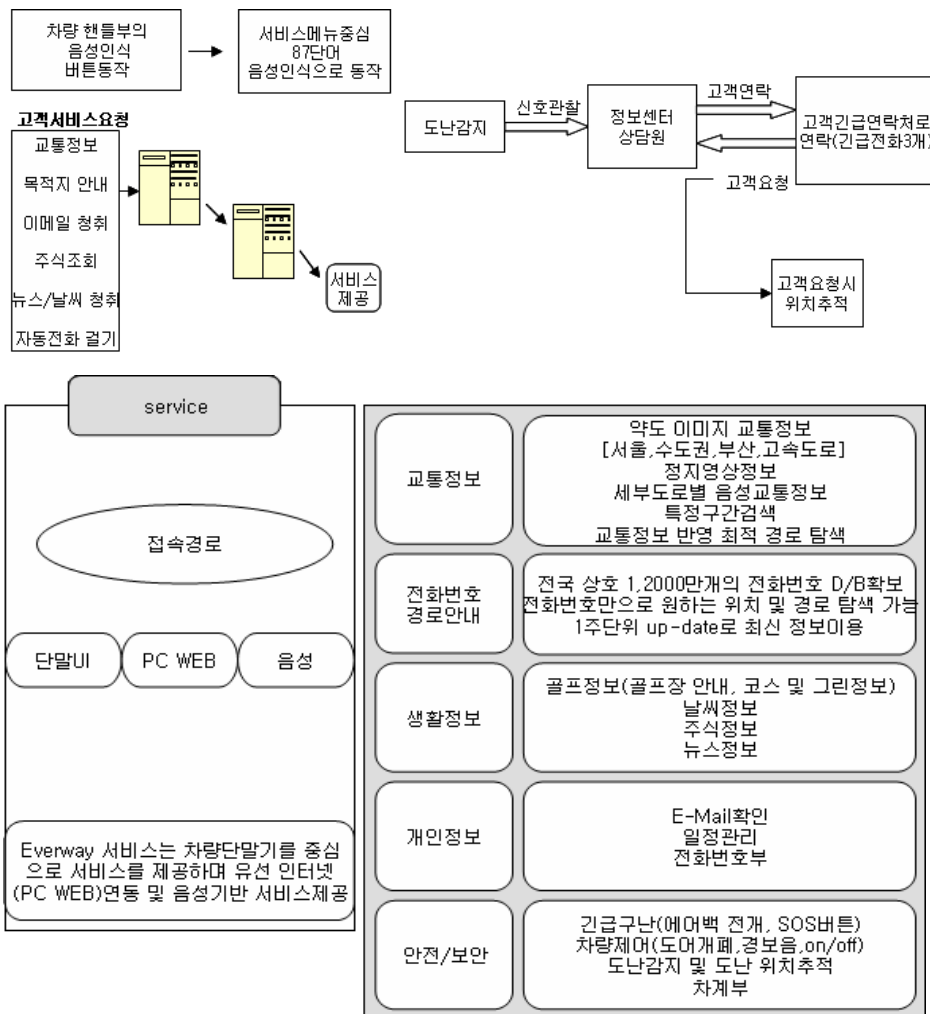 차량 핸들부의
음성인식
버튼동작
서비스메뉴중심
87단어
음성인식으로 동작
고객서비스요청
교통정보
목적지 안내
이메일 청취
주식조회
뉴스/날씨 청취
자동전화 걸기
서비스
제공
도난감지
신호관찰
정보센터
상담원
고객연락
고객긴급연락처로
연락(긴급전화3개)
고객요청
고객요청시
위치추적
service
접속경로
단말UI
PC WEB
음성
Everway 서비스는 차량단말기를 중심
으로 서비스를 제공하며 유선 인터넷
(PC WEB)연동 및 음성기반 서비스제공
교통정보
약도 이미지 교통정보
[서울,수도권,부산,고속도로]
정지영상정보
세부도로별 음성교통정보
특정구간검색
교통정보 반영 최적 경로 탐색
전화번호
경로안내
전국 상호 1,2000만개의 전화번호 D/B확보
전화번호만으로 원하는 위치 및 경로 탐색 가능
1주단위 up-date로 최신 정보이용
생활정보
골프정보(골프장 안내, 코스 및 그린정보)
날씨정보
주식정보
뉴스정보
개인정보
E-Mail확인
일정관리
전화번호부
안전/보안
긴급구난(에어백 전개, SOS버튼)
차량제어(도어개폐,경보음,on/off)
도난감지 및 도난 위치추적
차계부